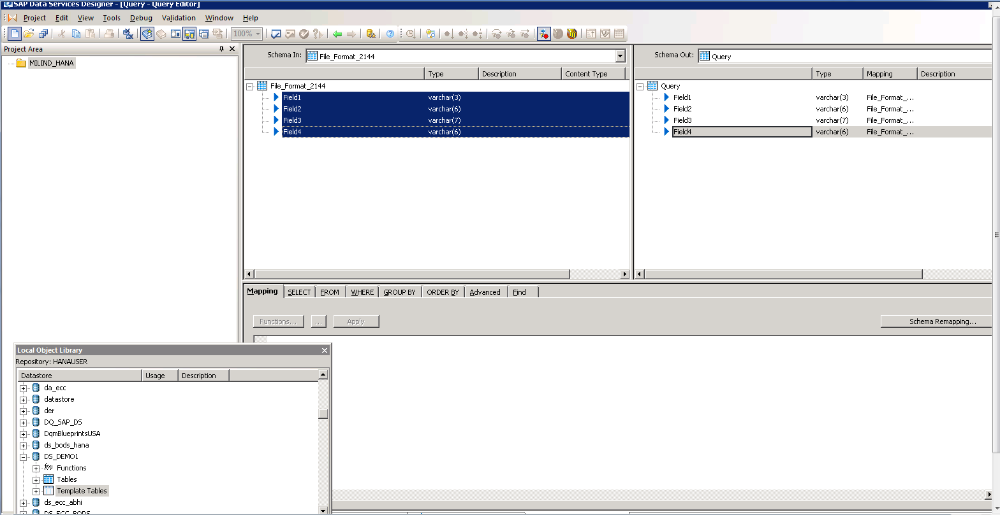 SAP Data Services Designer - [Query - Query Editor]
Project Edit View Tools Debug Validation Window Help
100%
Project Area
MILIND_HANA
Schema In: File_Format_2144
Type Description Content Type
File_Format_2144
Field1 varchar(3)
Field2 varchar(6)
Field3 varchar(7)
Field4 varchar(6)
Schema Out: Query
Type Mapping Description
Query
Field1 varchar(3) File_Format_...
Field2 varchar(6) File_Format_...
Field3 varchar(7) File_Format_...
Field4 varchar(6) File_Format_...
Mapping SELECT FROM WHERE GROUP BY ORDER BY Advanced Find
Functions... ... Apply Schema Remapping...
Local Object Library
Repository: HANAUSER
Datastore Usage Description
da_ecc
datastore
der
DQ_SAP_DS
DqmBlueprintsUSA
ds_bods_hana
DS_DEMO1
f(x) Functions
Tables
Template Tables
ds_ecc_abhi
DS_ECC_BODS